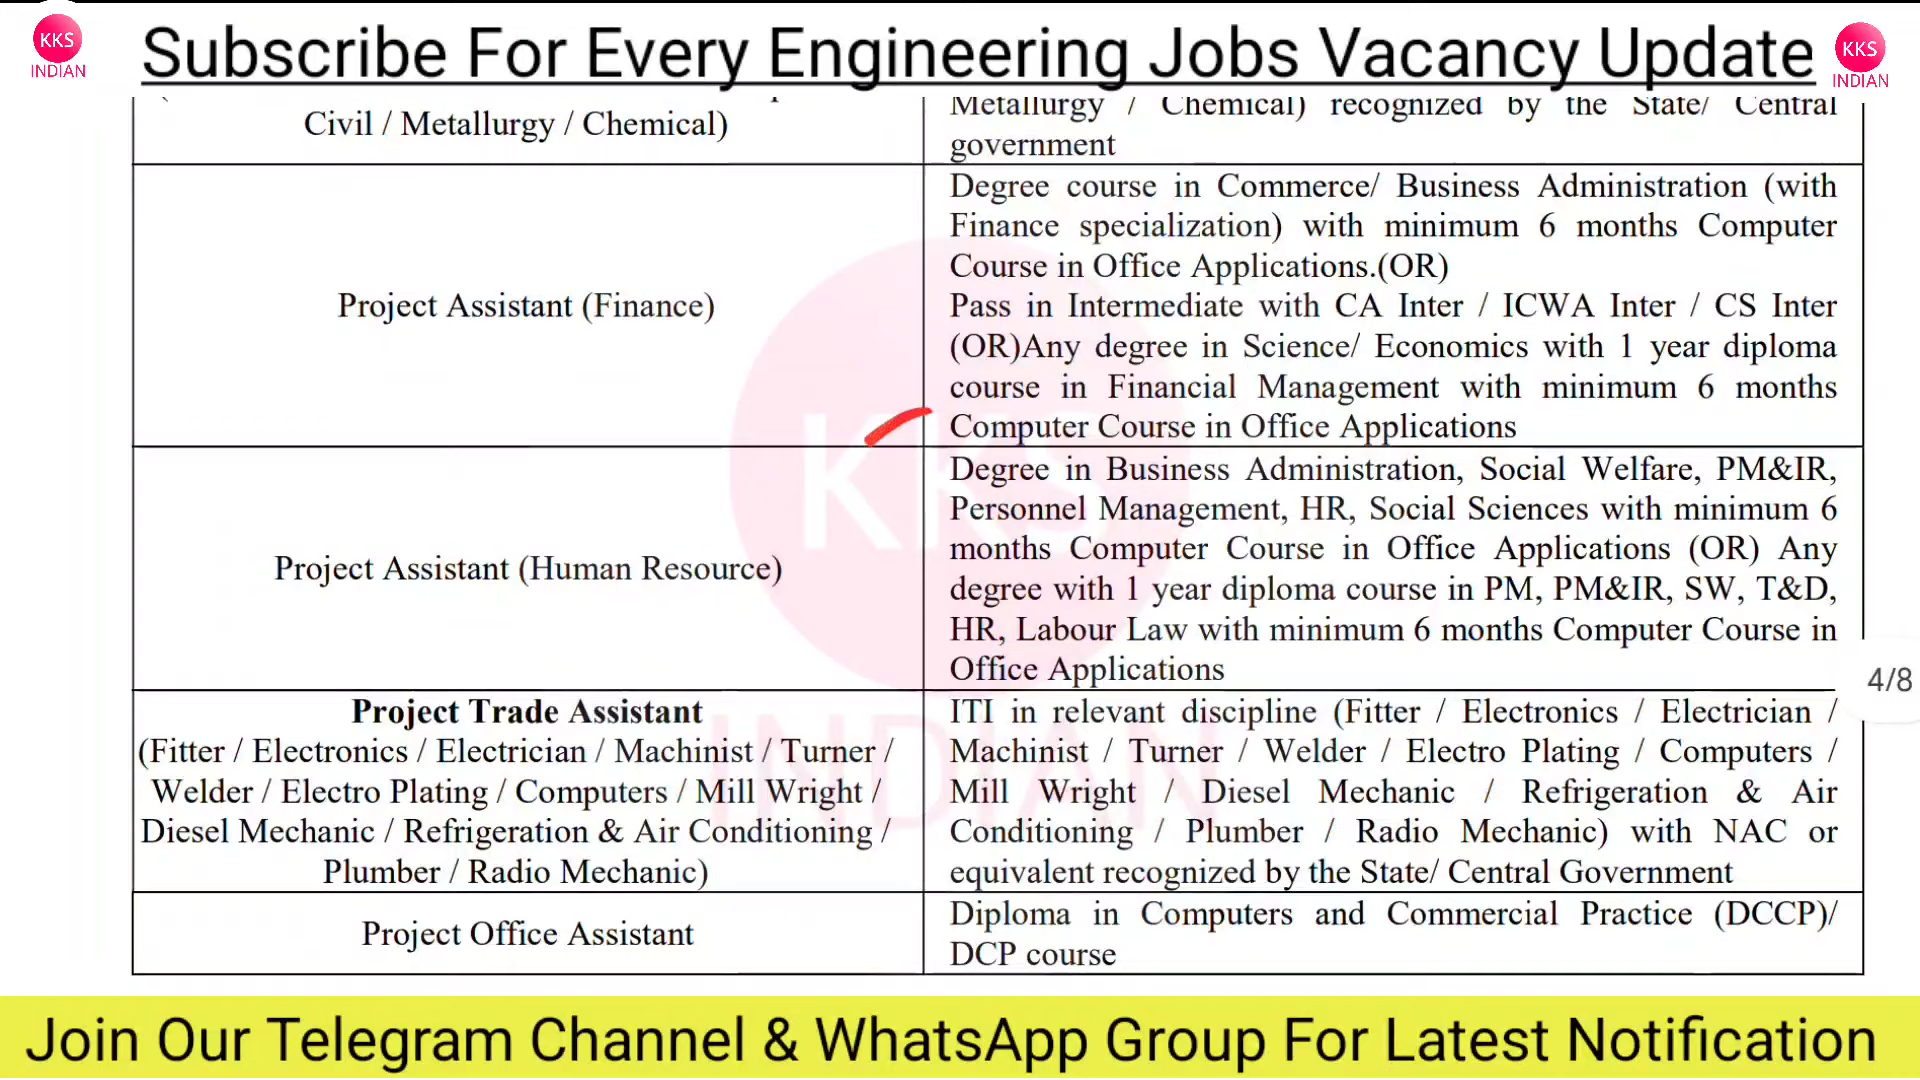 KKS
INDIAN
Subscribe For Every Engineering Jobs Vacancy Update
KKS
INDIAN
Civil / Metallurgy / Chemical)
Metallurgy / Chemical) recognized by the State/ Central
government
Project Assistant (Finance)
Degree course in Commerce/ Business Administration (with
Finance specialization) with minimum 6 months Computer
Course in Office Applications.(OR)
Pass in Intermediate with CA Inter / ICWA Inter / CS Inter
(OR)Any degree in Science/ Economics with 1 year diploma
course in Financial Management with minimum 6 months
Computer Course in Office Applications
Project Assistant (Human Resource)
Degree in Business Administration, Social Welfare, PM&IR,
Personnel Management, HR, Social Sciences with minimum 6
months Computer Course in Office Applications (OR) Any
degree with 1 year diploma course in PM, PM&IR, SW, T&D,
HR, Labour Law with minimum 6 months Computer Course in
Office Applications
4/8
Project Trade Assistant
(Fitter / Electronics / Electrician / Machinist / Turner /
Welder / Electro Plating / Computers / Mill Wright /
Diesel Mechanic / Refrigeration & Air Conditioning /
Plumber / Radio Mechanic)
ITI in relevant discipline (Fitter / Electronics / Electrician /
Machinist / Turner / Welder / Electro Plating / Computers /
Mill Wright / Diesel Mechanic / Refrigeration & Air
Conditioning / Plumber / Radio Mechanic) with NAC or
equivalent recognized by the State/ Central Government
Project Office Assistant
Diploma in Computers and Commercial Practice (DCCP)/
DCP course
KKS
INDIAN
Join Our Telegram Channel & WhatsApp Group For Latest Notification